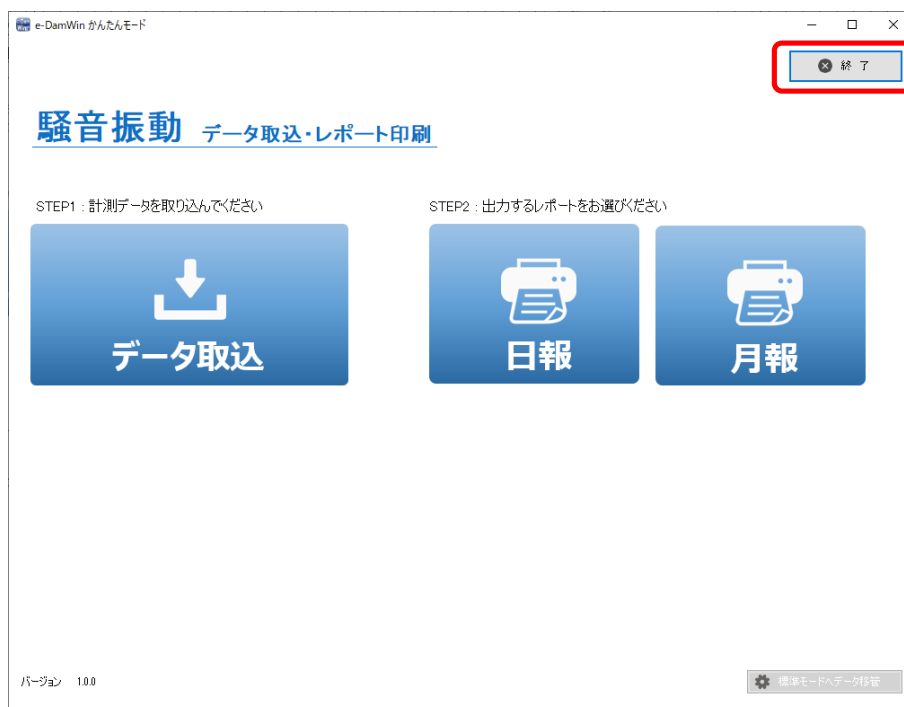 e-DamWin かんたんモード
終 了
騒音振動 データ取込・レポート印刷
STEP1 : 計測データを取り込んでください
STEP2 : 出力するレポートをお選びください
データ取込
日報
月報
バージョン 1.0.0
標準モードへデータ移管